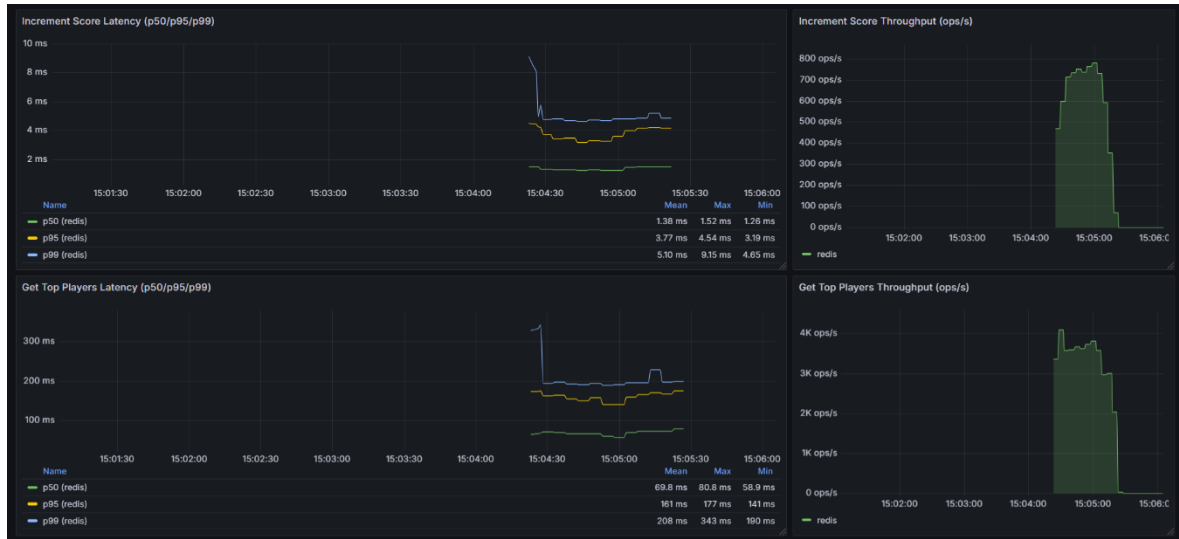 Increment Score Latency (p50/p95/p99)
10 ms
8 ms
6 ms
4 ms
2 ms
15:01:30 15:02:00 15:02:30 15:03:00 15:03:30 15:04:00 15:04:30 15:05:00 15:05:30 15:06:00
Name Mean Max Min
p50 (redis) 1.38 ms 1.52 ms 1.26 ms
p95 (redis) 3.77 ms 4.54 ms 3.19 ms
p99 (redis) 5.10 ms 9.15 ms 4.65 ms
Increment Score Throughput (ops/s)
800 ops/s
700 ops/s
600 ops/s
500 ops/s
400 ops/s
300 ops/s
200 ops/s
100 ops/s
0 ops/s
15:02:00 15:03:00 15:04:00 15:05:00 15:06:0
redis
Get Top Players Latency (p50/p95/p99)
300 ms
200 ms
100 ms
15:01:30 15:02:00 15:02:30 15:03:00 15:03:30 15:04:00 15:04:30 15:05:00 15:05:30 15:06:00
Name Mean Max Min
p50 (redis) 69.8 ms 80.8 ms 58.9 ms
p95 (redis) 161 ms 177 ms 141 ms
p99 (redis) 208 ms 343 ms 190 ms
Get Top Players Throughput (ops/s)
4K ops/s
3K ops/s
2K ops/s
1K ops/s
0 ops/s
15:02:00 15:03:00 15:04:00 15:05:00 15:06:0
redis